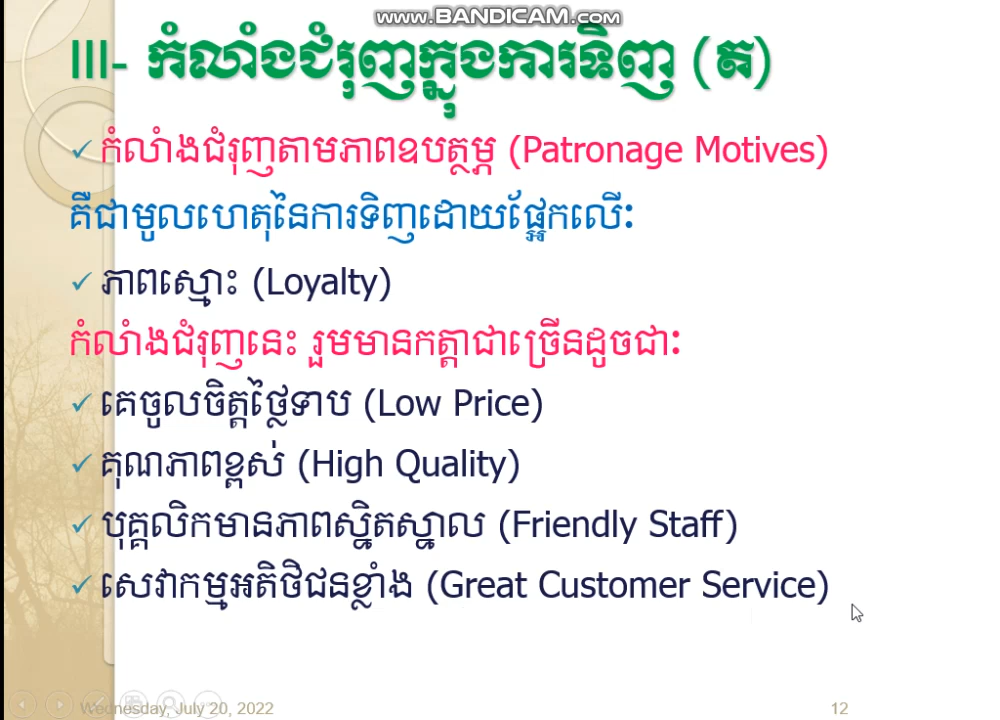 www.BANDICAM.com
III- កំលាំងជំរុញក្នុងការទិញ (ត)
✓ កំលាំងជំរុញតាមភាពឧបត្ថម្ភ (Patronage Motives)
គឺជាមូលហេតុនៃការទិញដោយផ្អែកលើៈ
✓ ភាពស្មោះ (Loyalty)
កំលាំងជំរុញនេះ រួមមានកត្តាជាច្រើនដូចជាៈ
✓ គេចូលចិត្តថ្លៃទាប (Low Price)
✓ គុណភាពខ្ពស់ (High Quality)
✓ បុគ្គលិកមានភាពស្និតស្នាល (Friendly Staff)
✓ សេវាកម្មអតិថិជនខ្លាំង (Great Customer Service)
Wednesday, July 20, 2022 12